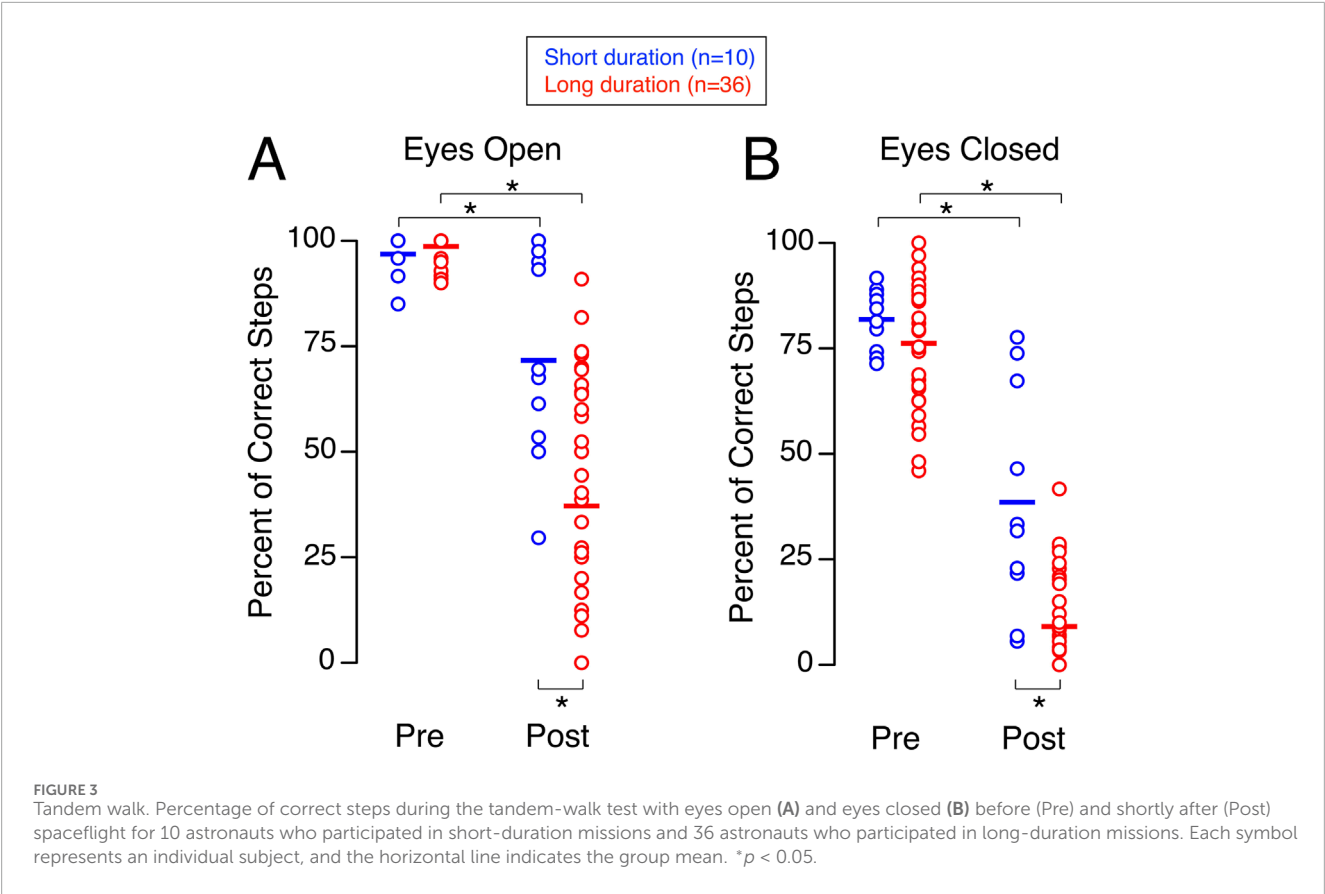 Short duration (n=10)
Long duration (n=36)
A
Eyes Open
*
*
Percent of Correct Steps
100
75
50
25
0
*
Pre
Post
B
Eyes Closed
*
*
Percent of Correct Steps
100
75
50
25
0
*
Pre
Post
FIGURE 3
Tandem walk. Percentage of correct steps during the tandem-walk test with eyes open (A) and eyes closed (B) before (Pre) and shortly after (Post)
spaceflight for 10 astronauts who participated in short-duration missions and 36 astronauts who participated in long-duration missions. Each symbol
represents an individual subject, and the horizontal line indicates the group mean. *p < 0.05.